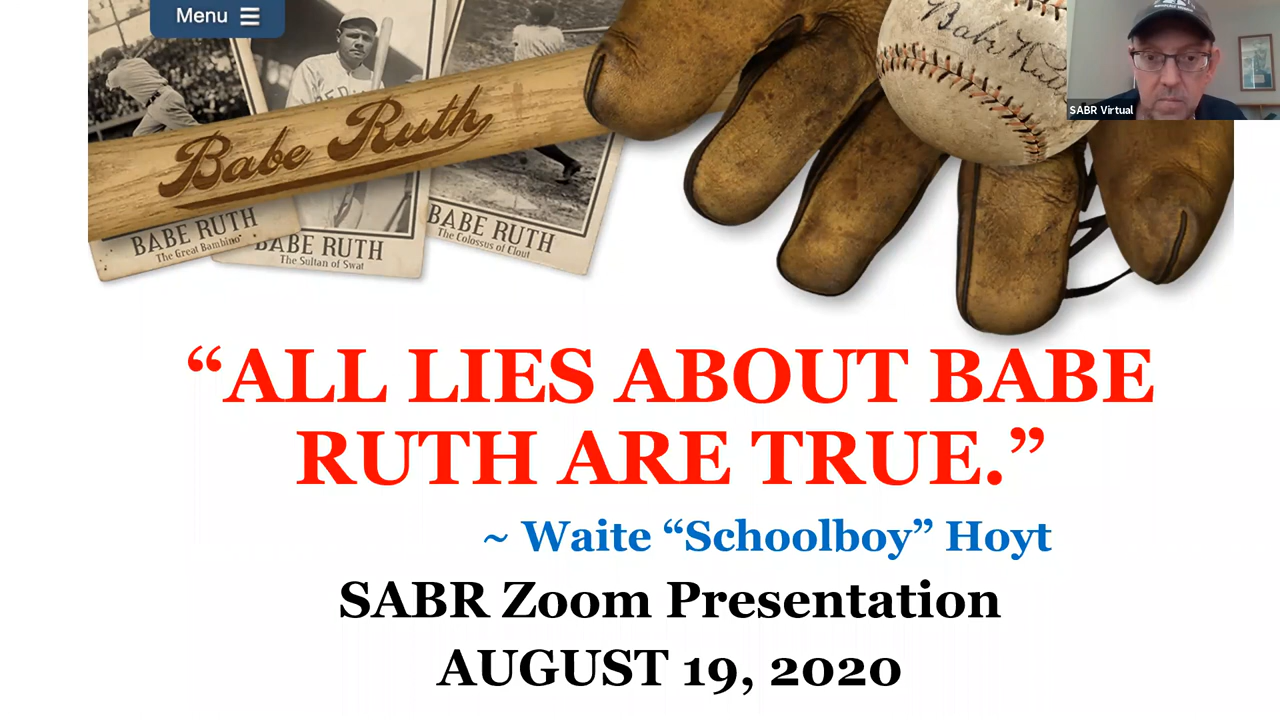 Menu
Babe Ruth
SABR Virtual
Babe Ruth
BABE RUTH
The Great Bambino
BABE RUTH
The Sultan of Swat
BABE RUTH
The Colossus of Clout
“ALL LIES ABOUT BABE
RUTH ARE TRUE.”
~ Waite “Schoolboy” Hoyt
SABR Zoom Presentation
AUGUST 19, 2020